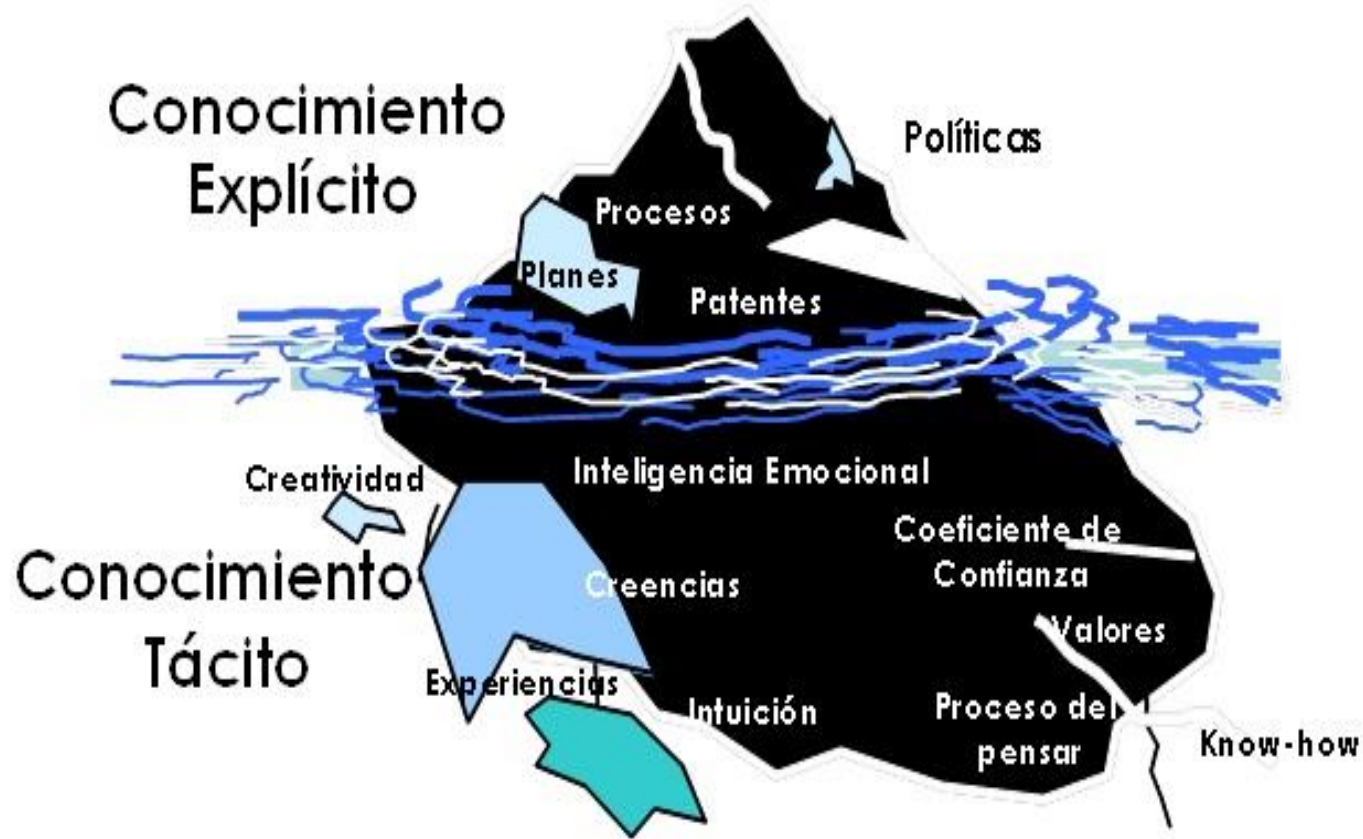 Conocimiento
Explícito
Políticas
Procesos
Planes
Patentes
Creatividad
Inteligencia Emocional
Conocimiento
Tácito
Coeficiente de
Confianza
Creencias
Valores
Experiencias
Intuición
Proceso del
pensar
Know-how